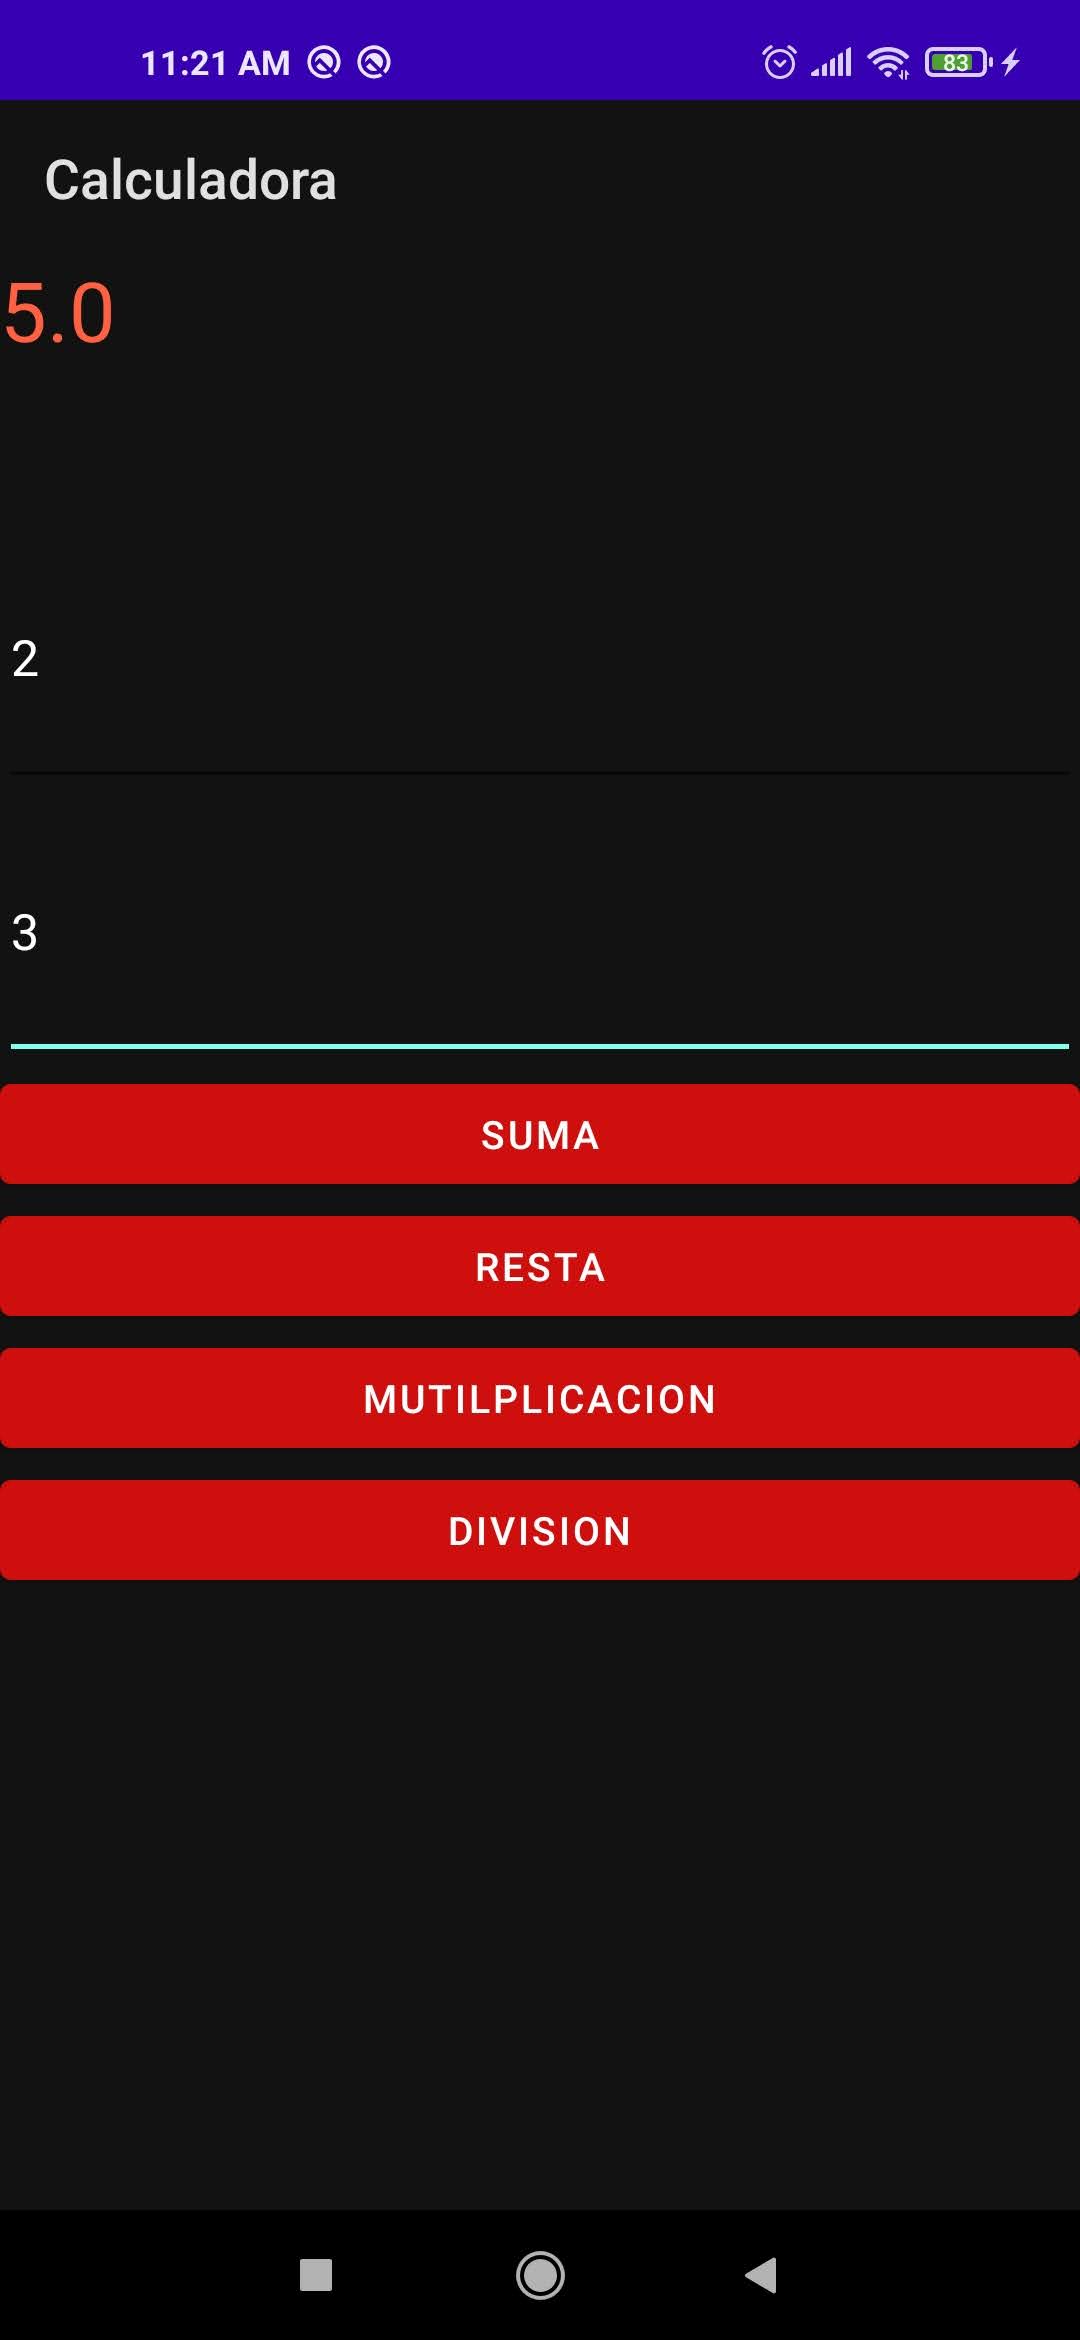 11:21 AM 83
Calculadora
5.0
2
3
SUMA
RESTA
MUTILPLICACION
DIVISION